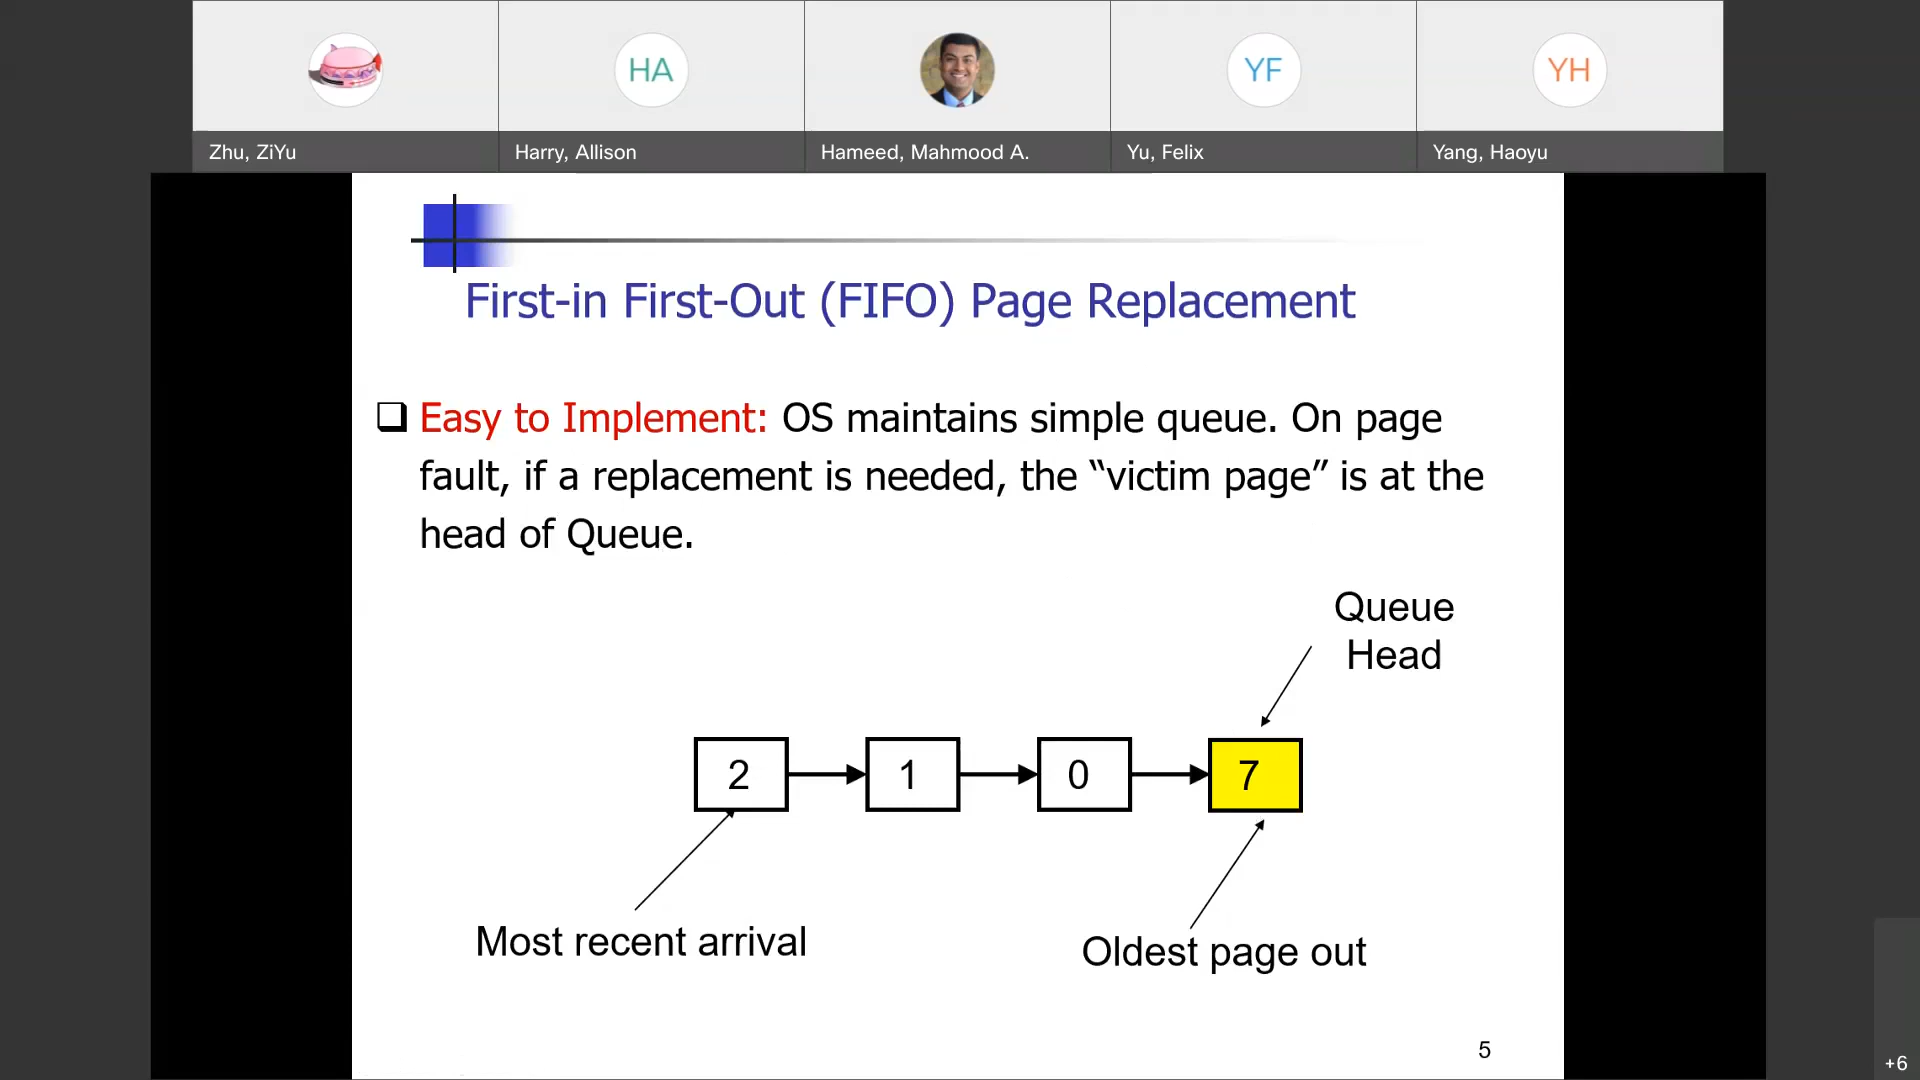 HA
YF
YH
Zhu, ZiYu
Harry, Allison
Hameed, Mahmood A.
Yu, Felix
Yang, Haoyu
First-in First-Out (FIFO) Page Replacement
Easy to Implement: OS maintains simple queue. On page
fault, if a replacement is needed, the “victim page” is at the
head of Queue.
Queue
Head
2
1
0
7
Most recent arrival
Oldest page out
5
+6